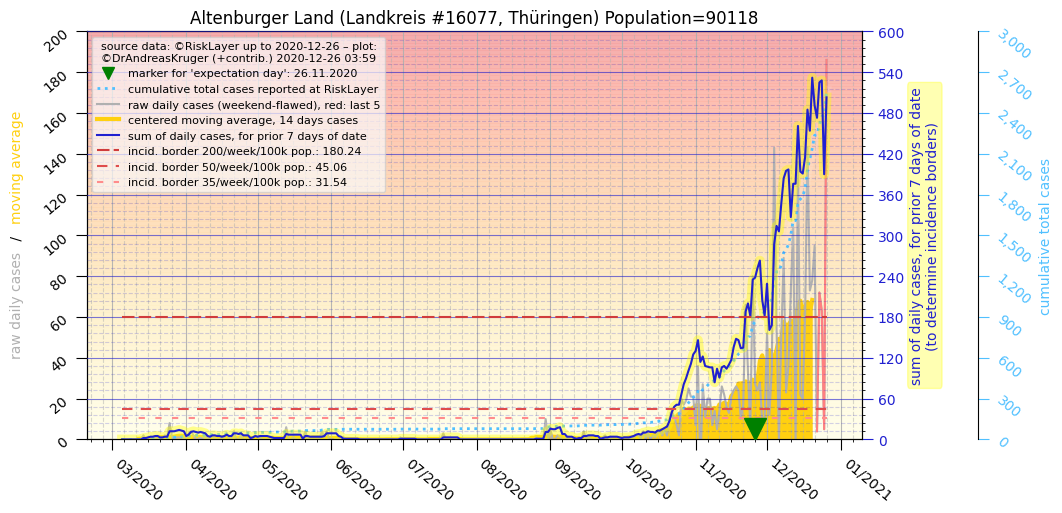 Altenburger Land (Landkreis #16077, Thüringen) Population=90118
source data: ©RiskLayer up to 2020-12-26 – plot:
©DrAndreasKruger (+contrib.) 2020-12-26 03:59
marker for 'expectation day': 26.11.2020
cumulative total cases reported at RiskLayer
raw daily cases (weekend-flawed), red: last 5
centered moving average, 14 days cases
sum of daily cases, for prior 7 days of date
incid. border 200/week/100k pop.: 180.24
incid. border 50/week/100k pop.: 45.06
incid. border 35/week/100k pop.: 31.54
raw daily cases / moving average
200
180
160
140
120
100
80
60
40
20
0
03/2020
04/2020
05/2020
06/2020
07/2020
08/2020
09/2020
10/2020
11/2020
12/2020
01/2021
600
540
480
420
360
300
240
180
120
60
0
sum of daily cases, for prior 7 days of date
(to determine incidence borders)
3,000
2,700
2,400
2,100
1,800
1,500
1,200
900
600
300
0
cumulative total cases